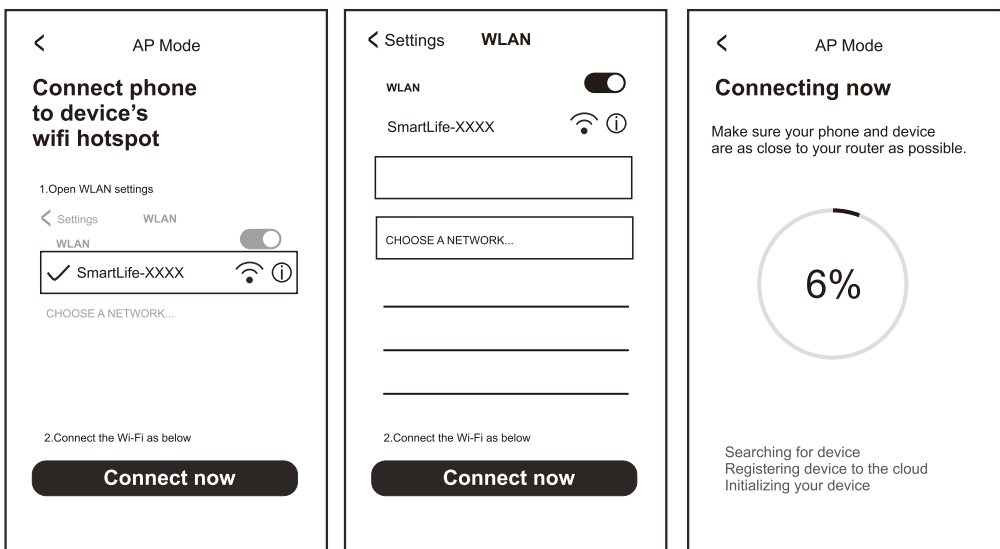 AP Mode
Connect phone
to device's
wifi hotspot
1.Open WLAN settings
Settings WLAN
WLAN
SmartLife-XXXX
CHOOSE A NETWORK...
2.Connect the Wi-Fi as below
Connect now
Settings WLAN
WLAN
SmartLife-XXXX
CHOOSE A NETWORK...
2.Connect the Wi-Fi as below
Connect now
AP Mode
Connecting now
Make sure your phone and device
are as close to your router as possible.
6%
Searching for device
Registering device to the cloud
Initializing your device